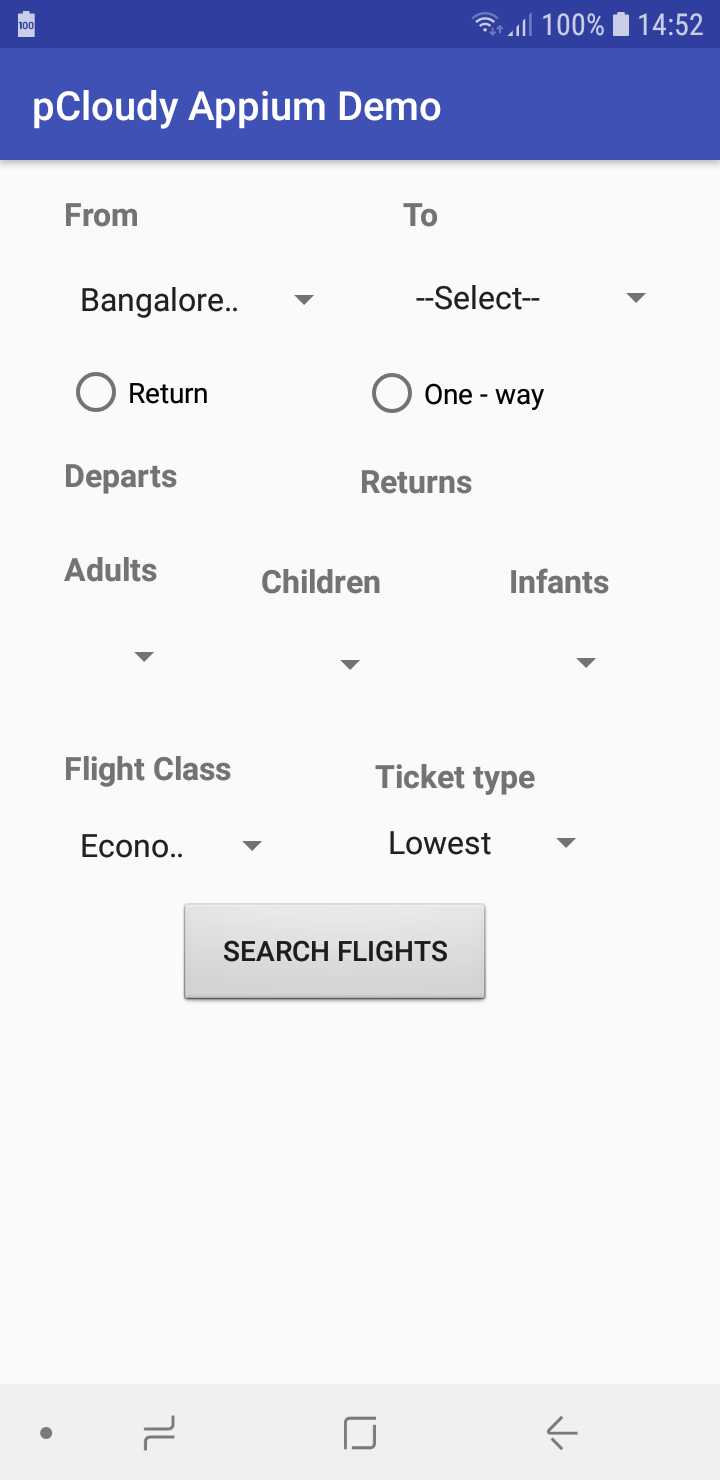 100 100% 14:52
pCloudy Appium Demo
From To
Bangalore.. --Select--
Return One - way
Departs Returns
Adults Children Infants
Flight Class Ticket type
Econo.. Lowest
SEARCH FLIGHTS